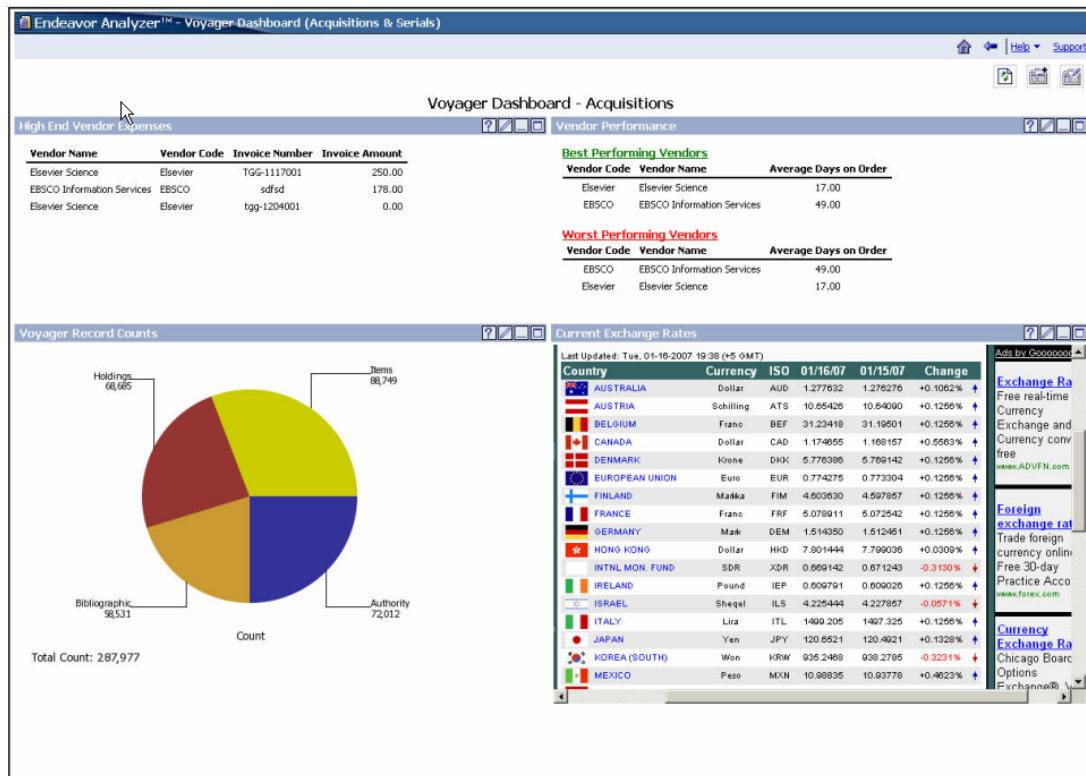 Endeavor Analyzer™ - Voyager Dashboard (Acquisitions & Serials)
Help Support
Voyager Dashboard - Acquisitions
High End Vendor Expenses
Vendor Name Vendor Code Invoice Number Invoice Amount
Elsevier Science Elsevier TGG-1117001 250.00
EBSCO Information Services EBSCO sdfsd 178.00
Elsevier Science Elsevier tgg-1204001 0.00
Vendor Performance
Best Performing Vendors
Vendor Code Vendor Name Average Days on Order
Elsevier Elsevier Science 17.00
EBSCO EBSCO Information Services 49.00
Worst Performing Vendors
Vendor Code Vendor Name Average Days on Order
EBSCO EBSCO Information Services 49.00
Elsevier Elsevier Science 17.00
Voyager Record Counts
Holdings
68,685
Items
88,749
Bibliographic
58,531
Authority
72,012
Count
Total Count: 287,977
Current Exchange Rates
Last Updated: Tue, 01-16-2007 19:38 (+5 GMT)
Country Currency ISO 01/16/07 01/15/07 Change
AUSTRALIA Dollar AUD 1.277632 1.276276 +0.1062%
AUSTRIA Schilling ATS 10.65426 10.64090 +0.1256%
BELGIUM Franc BEF 31.23418 31.19501 +0.1256%
CANADA Dollar CAD 1.174655 1.168157 +0.5563%
DENMARK Krone DKK 5.776386 5.769142 +0.1256%
EUROPEAN UNION Euro EUR 0.774275 0.773304 +0.1256%
FINLAND Markka FIM 4.603630 4.597857 +0.1256%
FRANCE Franc FRF 5.078911 5.072542 +0.1256%
GERMANY Mark DEM 1.514350 1.512451 +0.1256%
HONG KONG Dollar HKD 7.801444 7.799036 +0.0309%
INTNL MON. FUND SDR XDR 0.669142 0.671243 -0.3130%
IRELAND Pound IEP 0.609791 0.609026 +0.1256%
ISRAEL Sheqel ILS 4.225444 4.227857 -0.0571%
ITALY Lira ITL 1499.205 1497.325 +0.1256%
JAPAN Yen JPY 120.6521 120.4921 +0.1328%
KOREA (SOUTH) Won KRW 935.2468 938.2785 -0.3231%
MEXICO Peso MXN 10.98835 10.93778 +0.4623%
Ads by Gooooooo
Exchange Ra
Free real-time
Currency
Exchange and
Currency conv
free
www.ADVFN.com
Foreign
exchange rat
Trade foreign
currency onlin
Free 30-day
Practice Acco
www.forex.com
Currency
Exchange Ra
Chicago Board
Options
Exchange®